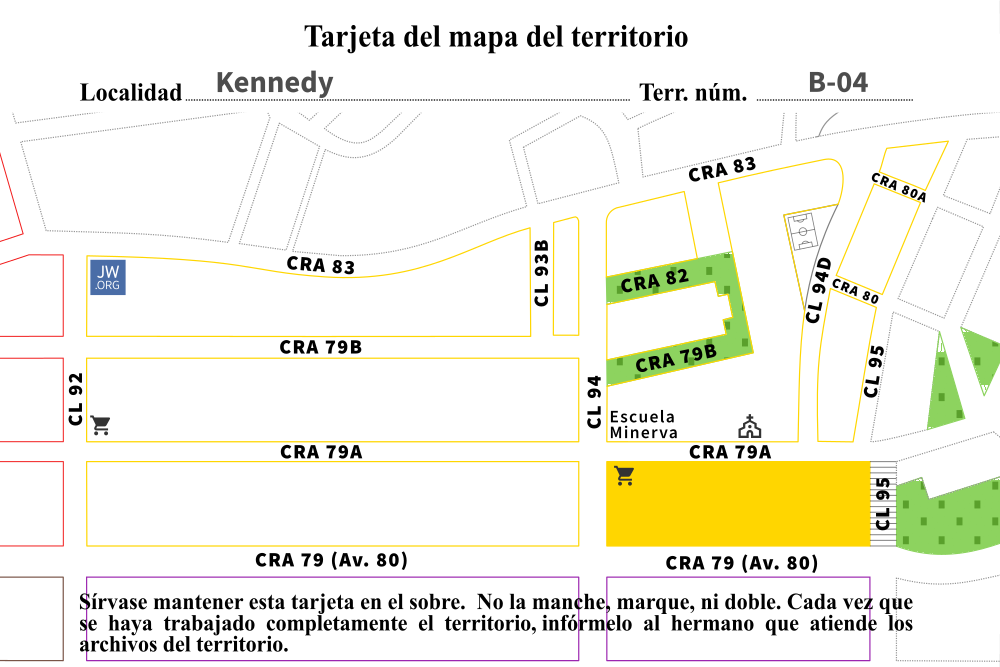 Tarjeta del mapa del territorio
Localidad Kennedy Terr. núm. B-04
CRA 83
CRA 80A
CL 93B
CRA 83
JW
.ORG
CRA 82
CL 94D
CRA 80
CRA 79B
CRA 79B
CL 92
CL 94
CL 95
Escuela
Minerva
CRA 79A
CRA 79A
CL 95
CRA 79 (Av. 80)
CRA 79 (Av. 80)
Sírvase mantener esta tarjeta en el sobre. No la manche, marque, ni doble. Cada vez que
se haya trabajado completamente el territorio, infórmelo al hermano que atiende los
archivos del territorio.